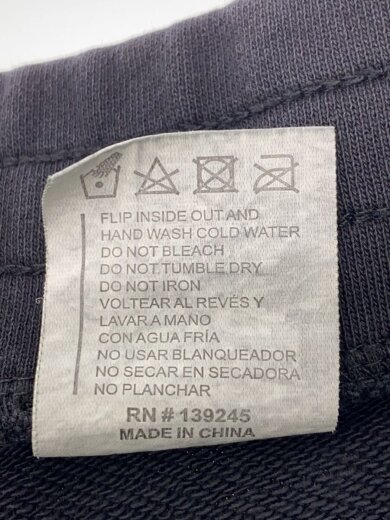 FLIP INSIDE OUT AND
HAND WASH COLD WATER
DO NOT BLEACH
DO NOT TUMBLE DRY
DO NOT IRON
VOLTEAR AL REVÉS Y
LAVAR A MANO
CON AGUA FRÍA
NO USAR BLANQUEADOR
NO SECAR EN SECADORA
NO PLANCHAR
RN # 139245
MADE IN CHINA